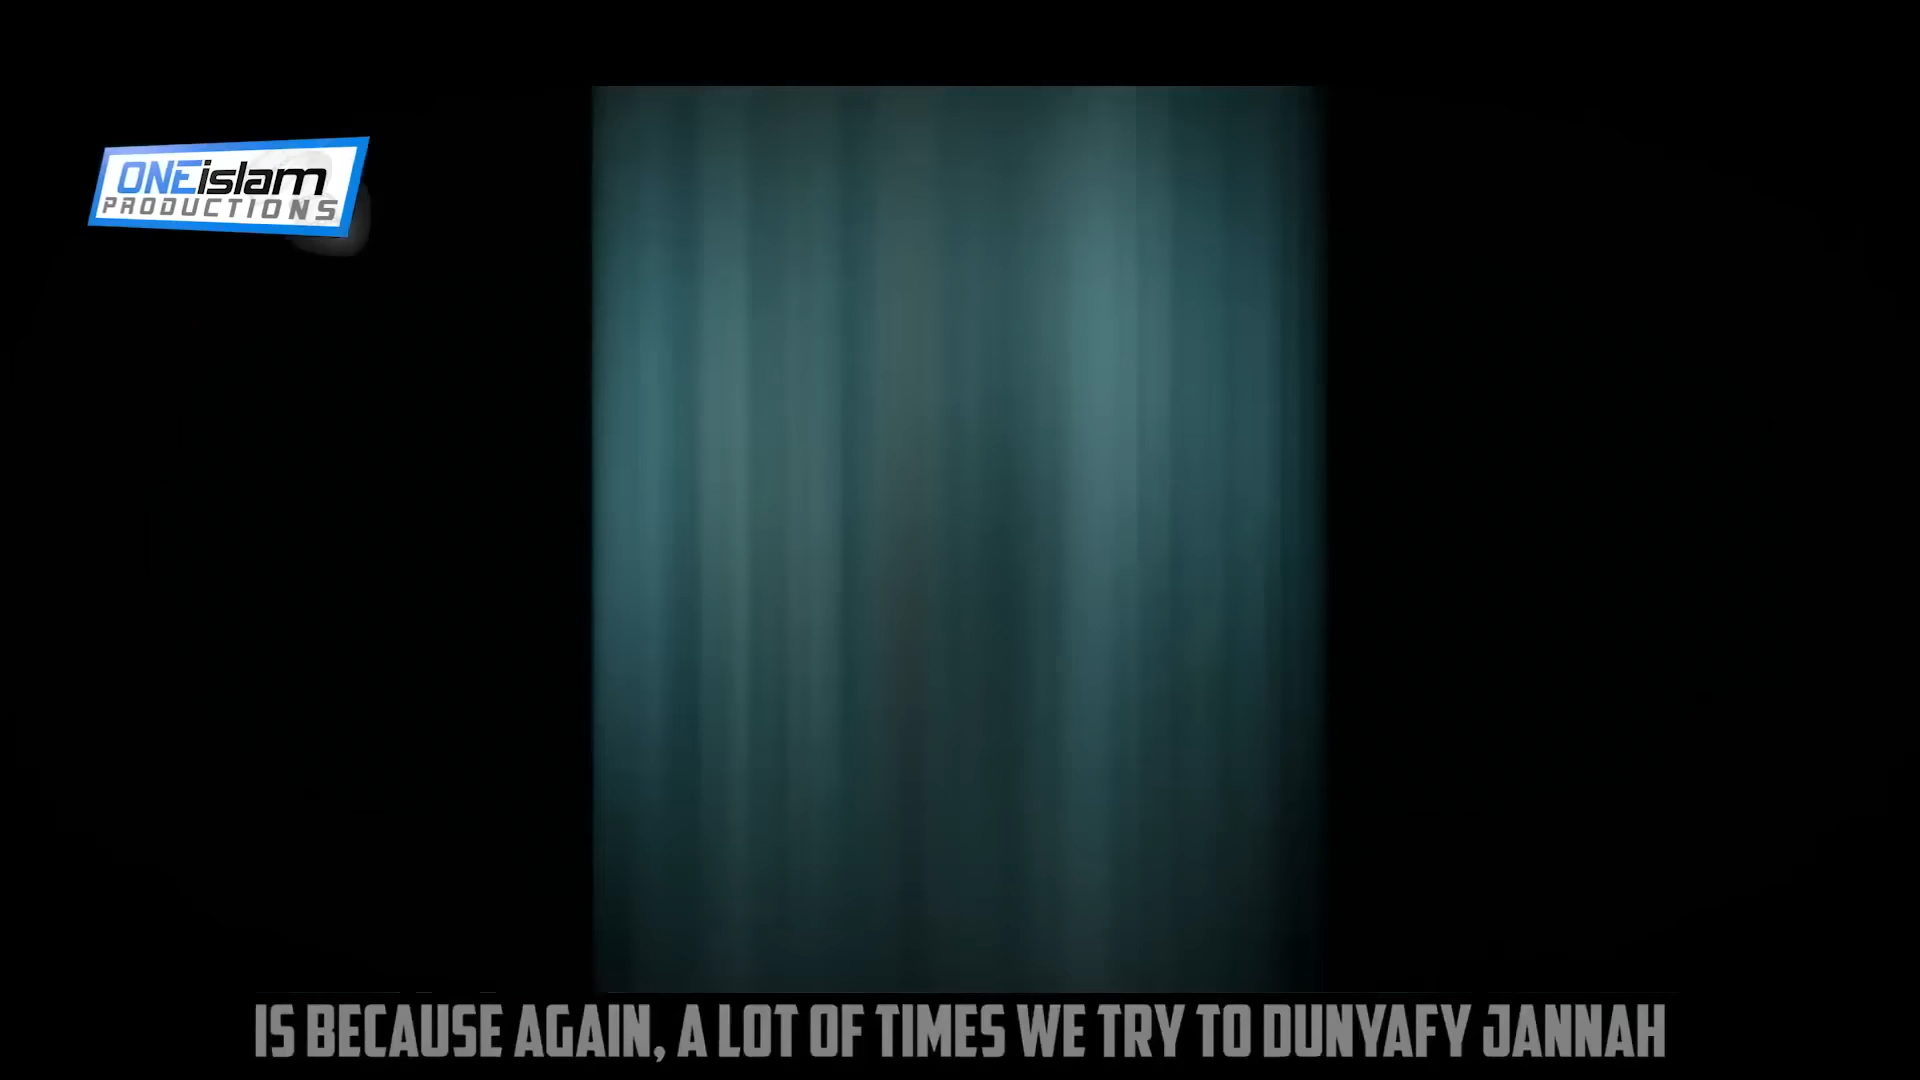 ONEislam
PRODUCTIONS
IS BECAUSE AGAIN, A LOT OF TIMES WE TRY TO DUNYAFY JANNAH